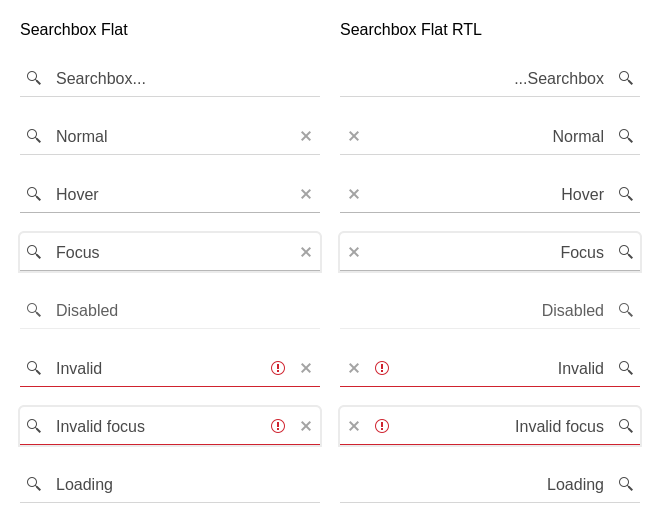 Searchbox Flat
Searchbox...
Normal
Hover
Focus
Disabled
Invalid
Invalid focus
Loading
Searchbox Flat RTL
...Searchbox
Normal
Hover
Focus
Disabled
Invalid
Invalid focus
Loading